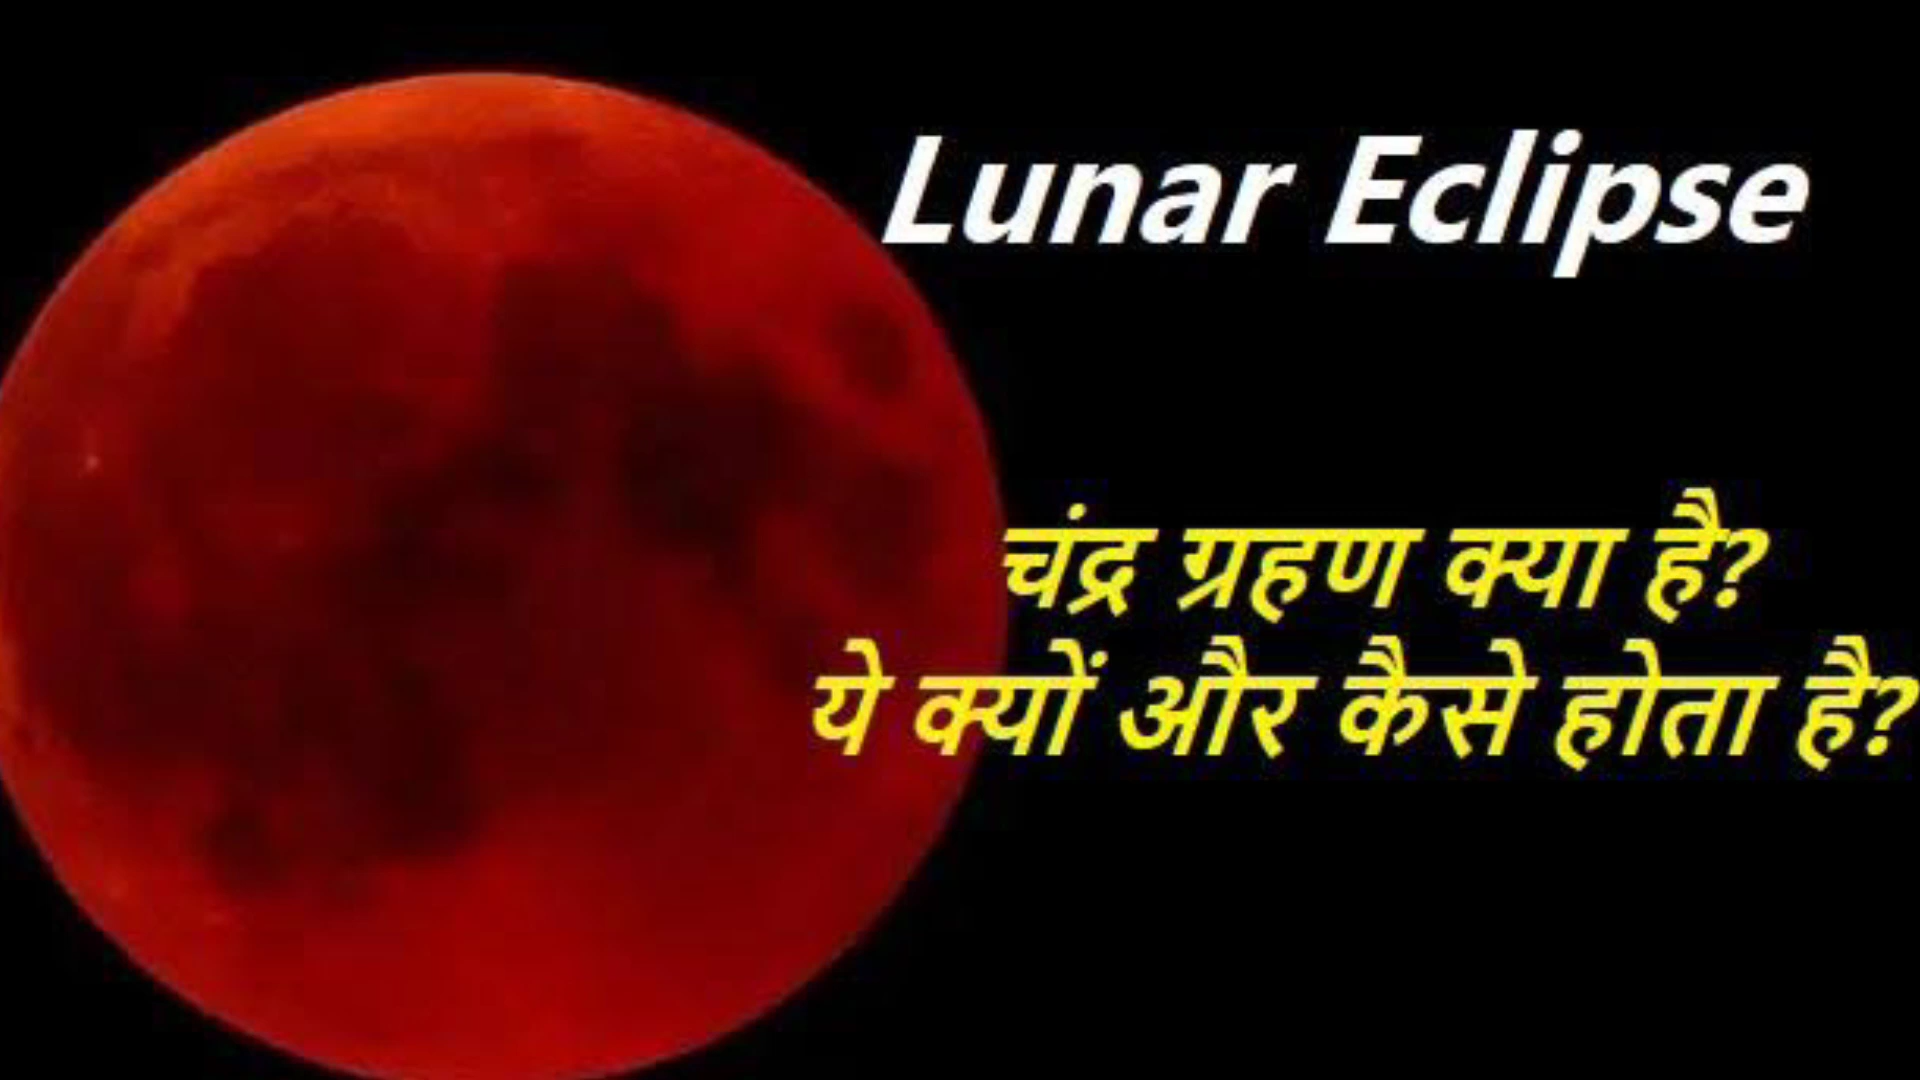 Lunar Eclipse
चंद्र ग्रहण क्या है?
ये क्यों और कैसे होता है?